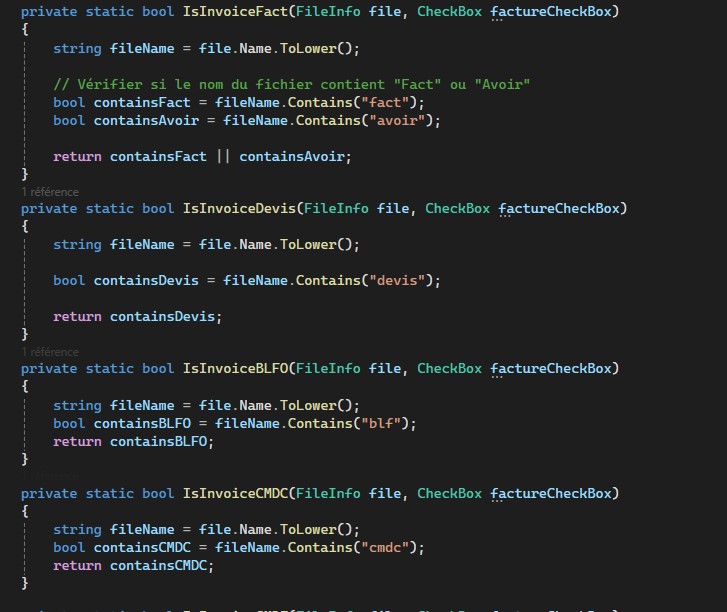 private static bool IsInvoiceFact(FileInfo file, CheckBox factureCheckBox)
{
string fileName = file.Name.ToLower();
// Vérifier si le nom du fichier contient "Fact" ou "Avoir"
bool containsFact = fileName.Contains("fact");
bool containsAvoir = fileName.Contains("avoir");
return containsFact || containsAvoir;
}
1 référence
private static bool IsInvoiceDevis(FileInfo file, CheckBox factureCheckBox)
{
string fileName = file.Name.ToLower();
bool containsDevis = fileName.Contains("devis");
return containsDevis;
}
1 référence
private static bool IsInvoiceBLFO(FileInfo file, CheckBox factureCheckBox)
{
string fileName = file.Name.ToLower();
bool containsBLFO = fileName.Contains("blf");
return containsBLFO;
}
private static bool IsInvoiceCMDC(FileInfo file, CheckBox factureCheckBox)
{
string fileName = file.Name.ToLower();
bool containsCMDC = fileName.Contains("cmdc");
return containsCMDC;
}